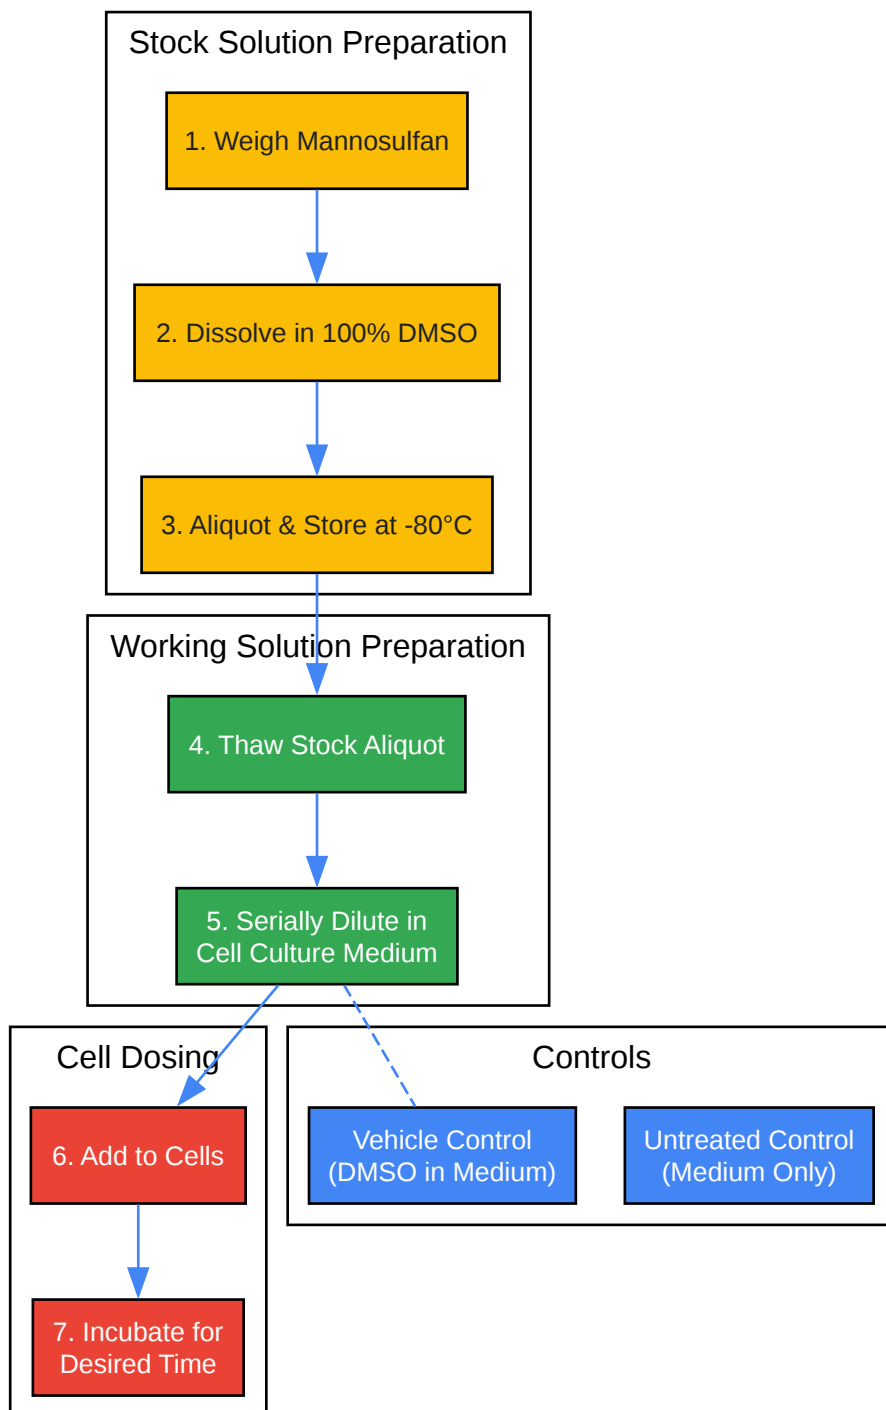 Stock Solution Preparation
1. Weigh Mannosulfan
2. Dissolve in 100% DMSO
3. Aliquot & Store at -80°C
Working Solution Preparation
4. Thaw Stock Aliquot
5. Serially Dilute in
Cell Culture Medium
Cell Dosing
6. Add to Cells
7. Incubate for
Desired Time
Controls
Vehicle Control
(DMSO in Medium)
Untreated Control
(Medium Only)